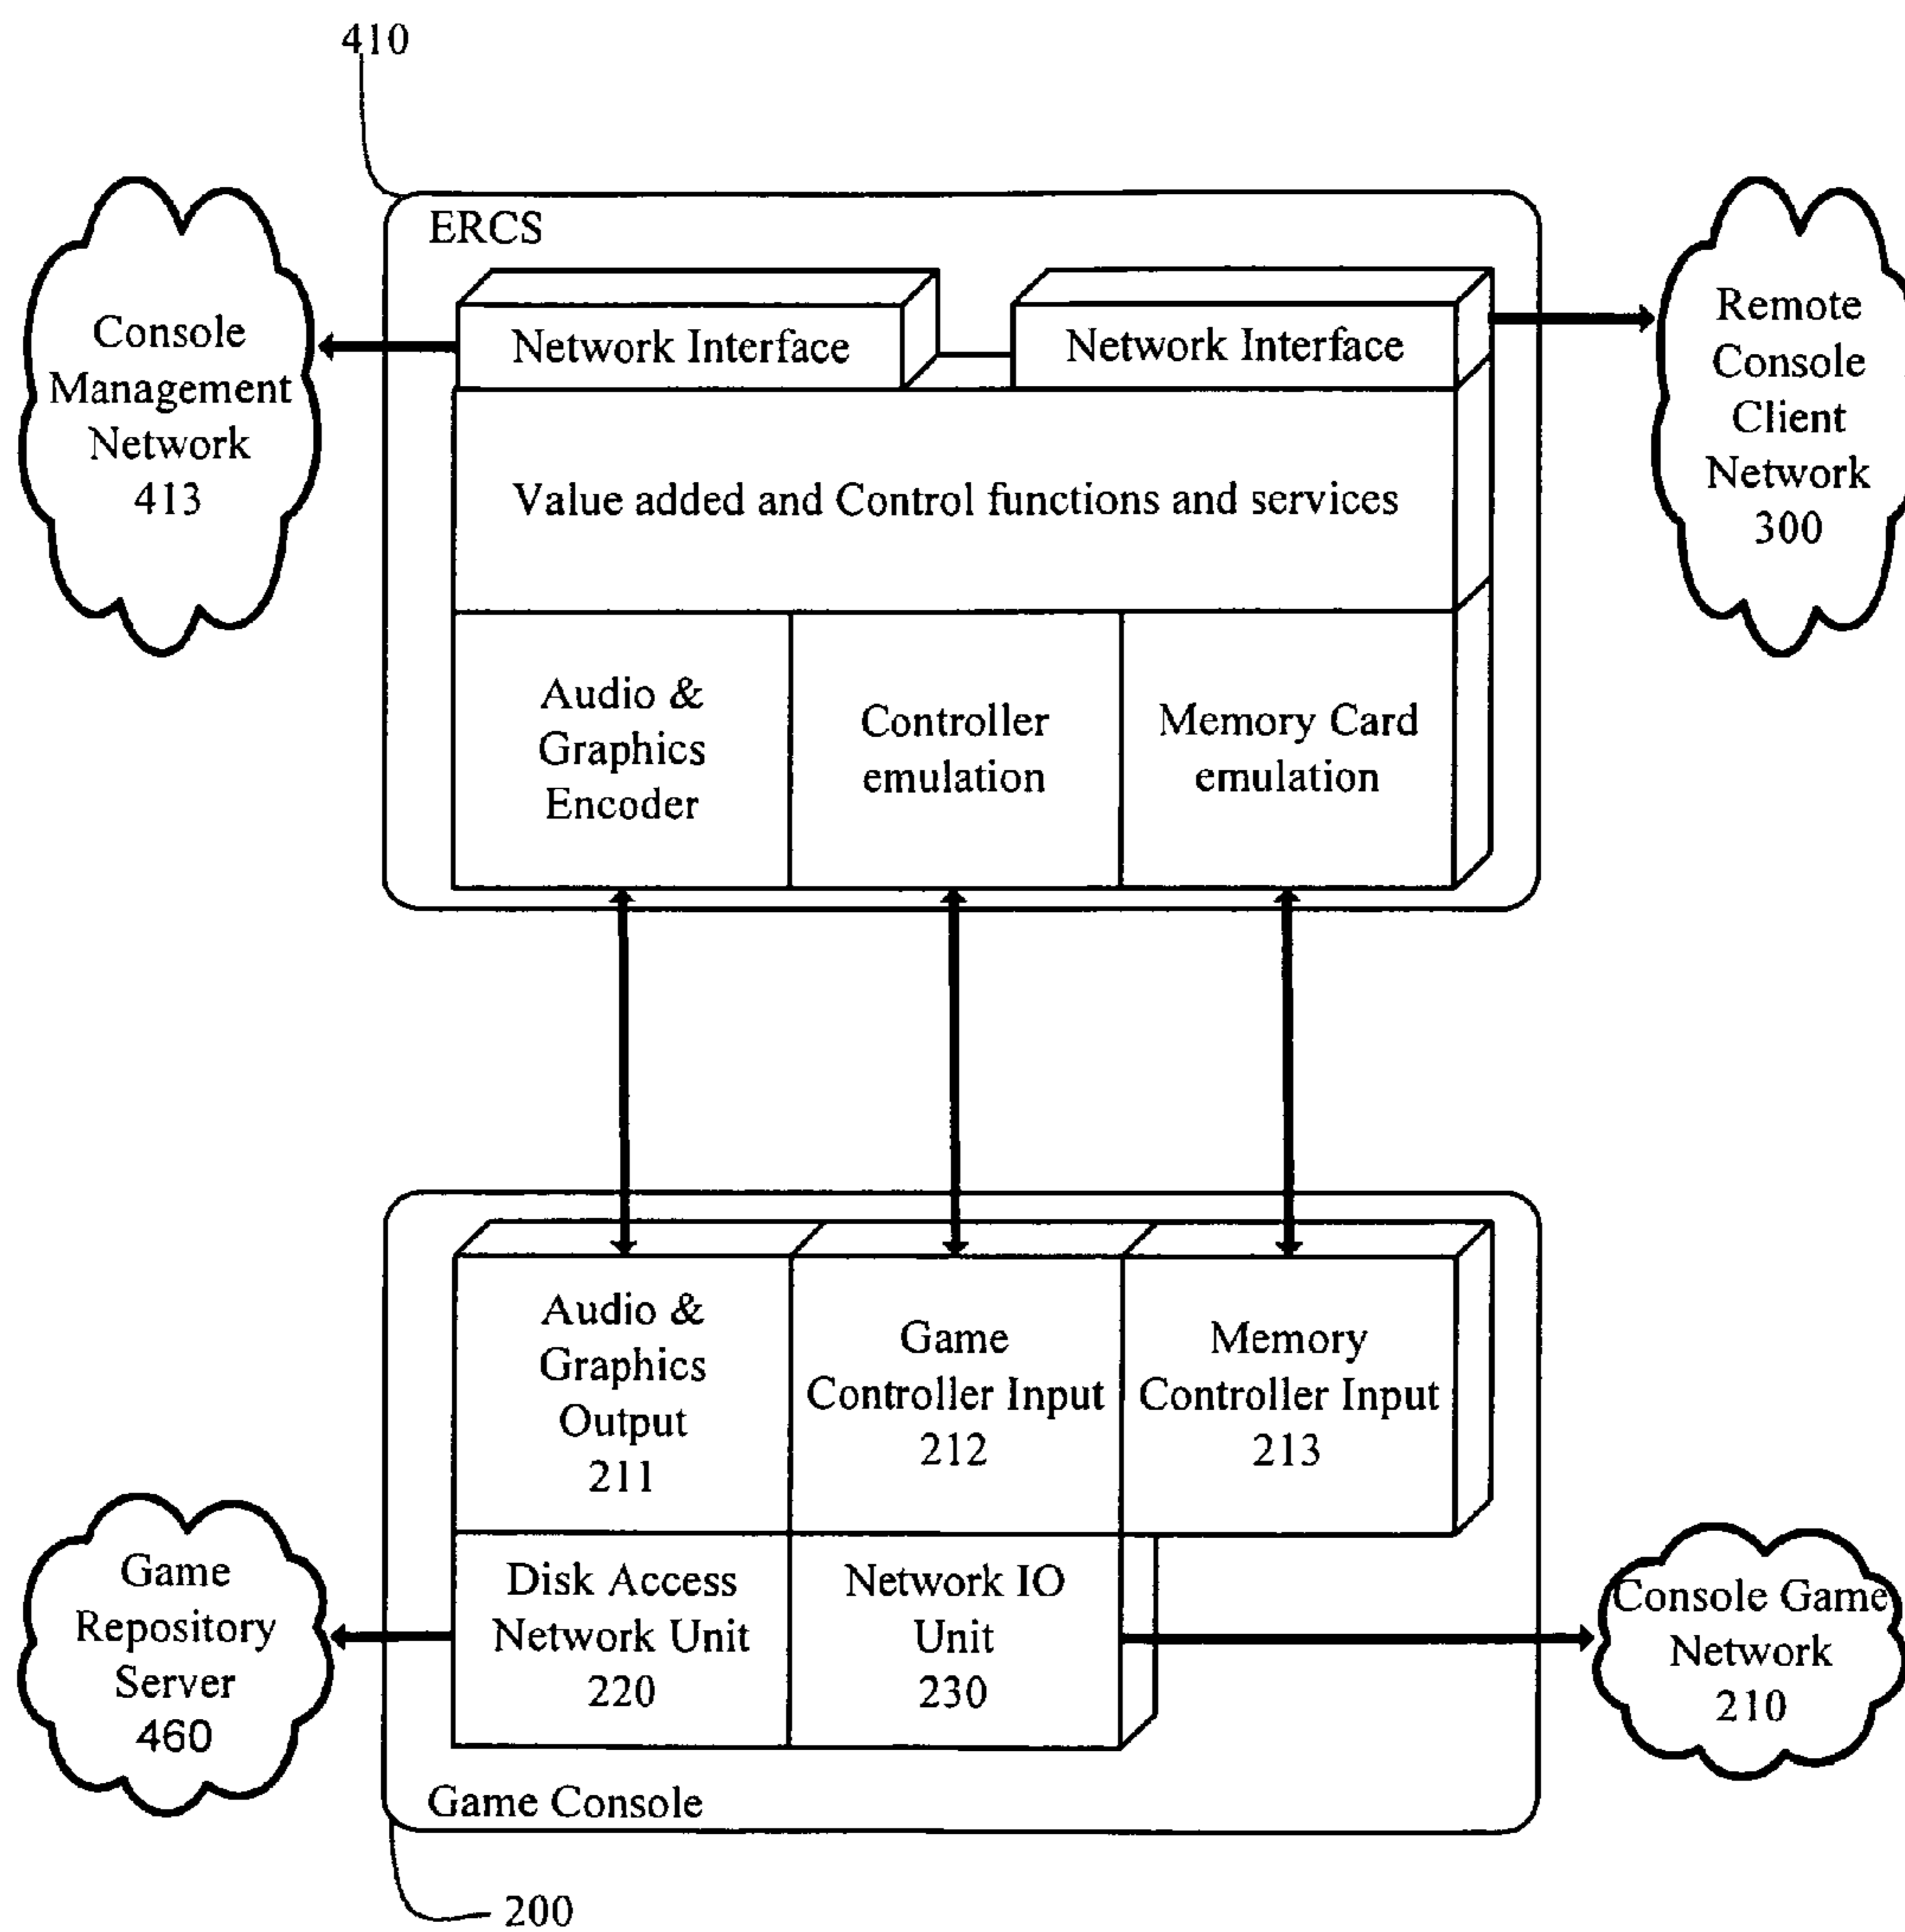 410
ERCS
Console
Management
Network
413
Network Interface
Network Interface
Remote
Console
Client
Network
300
Value added and Control functions and services
Audio &
Graphics
Encoder
Controller
emulation
Memory Card
emulation
Audio &
Graphics
Output
211
Game
Controller Input
212
Memory
Controller Input
213
Game
Repository
Server
460
Disk Access
Network Unit
220
Network IO
Unit
230
Console Game
Network
210
Game Console
200